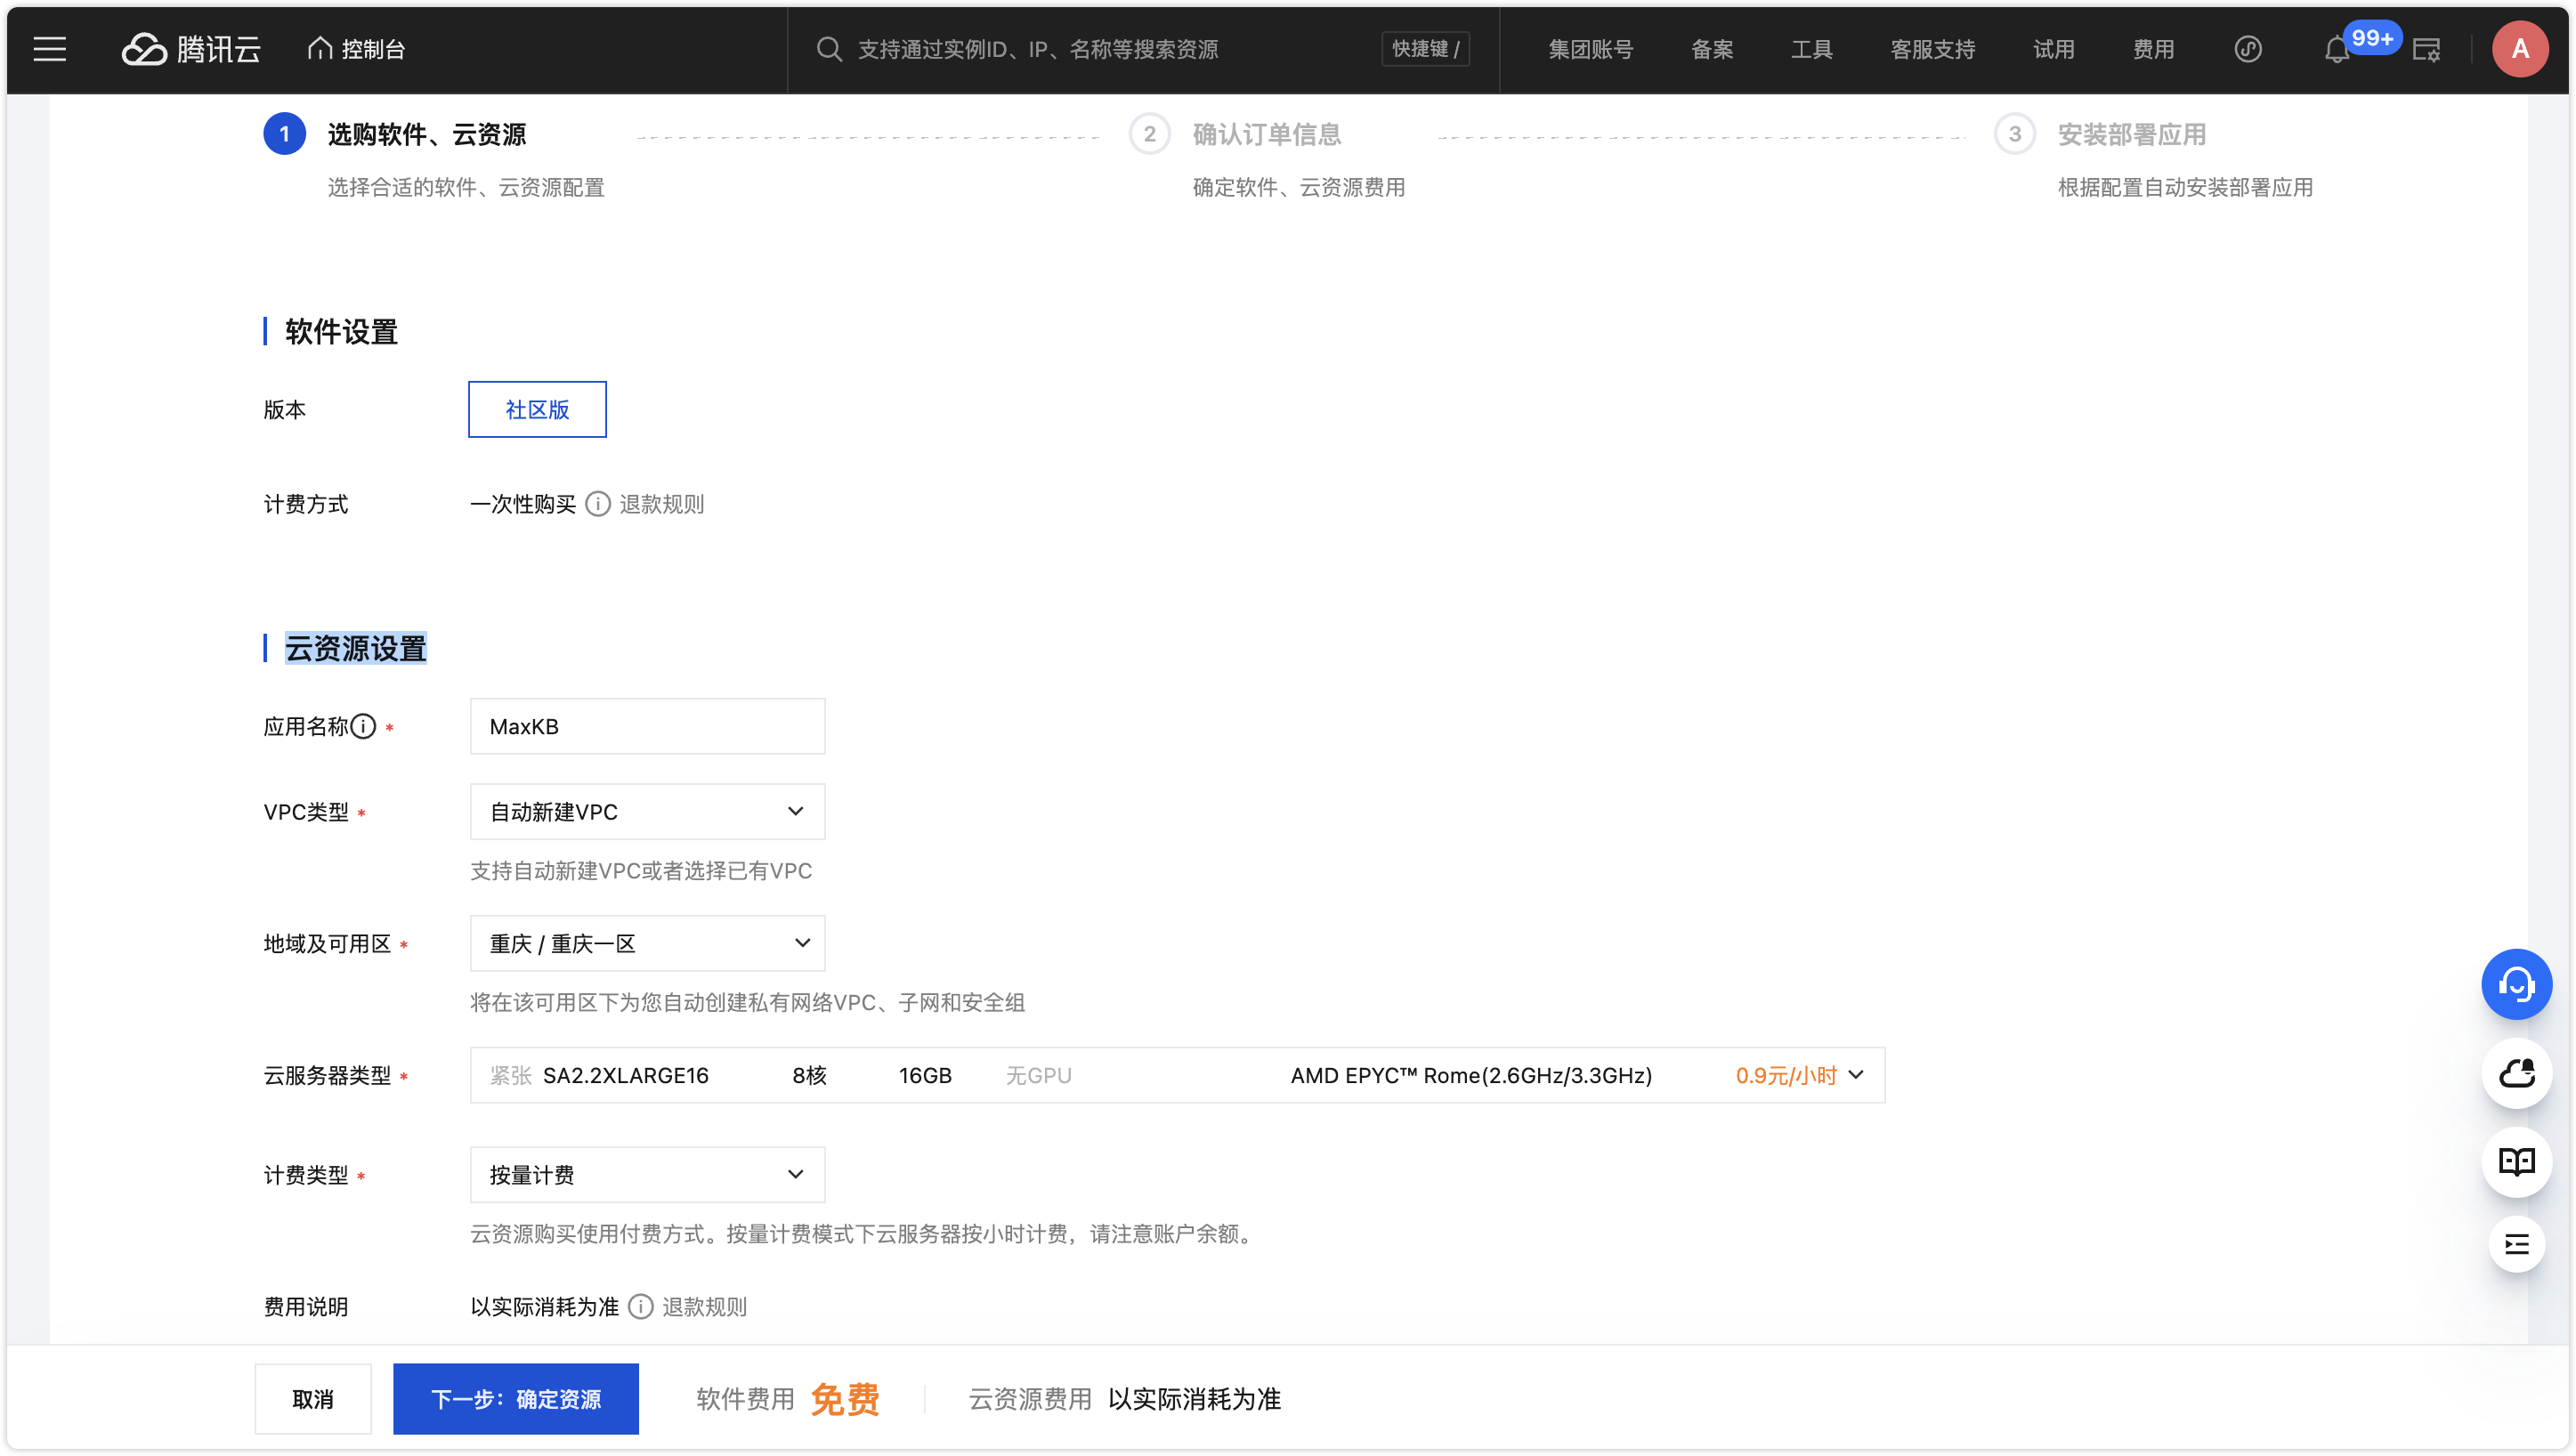 腾讯云 控制台 支持通过实例ID、IP、名称等搜索资源 快捷键 / 集团账号 备案 工具 客服支持 试用 费用 99+ A
1 选购软件、云资源 2 确认订单信息 3 安装部署应用
选择合适的软件、云资源配置 确定软件、云资源费用 根据配置自动安装部署应用
软件设置
版本 社区版
计费方式 一次性购买 退款规则
云资源设置
应用名称 * MaxKB
VPC类型 * 自动新建VPC
支持自动新建VPC或者选择已有VPC
地域及可用区 * 重庆 / 重庆一区
将在该可用区下为您自动创建私有网络VPC、子网和安全组
云服务器类型 * 紧张 SA2.2XLARGE16 8核 16GB 无GPU AMD EPYC™ Rome(2.6GHz/3.3GHz) 0.9元/小时
计费类型 * 按量计费
云资源购买使用付费方式。按量计费模式下云服务器按小时计费，请注意账户余额。
费用说明 以实际消耗为准 退款规则
取消 下一步：确定资源 软件费用 免费 云资源费用 以实际消耗为准